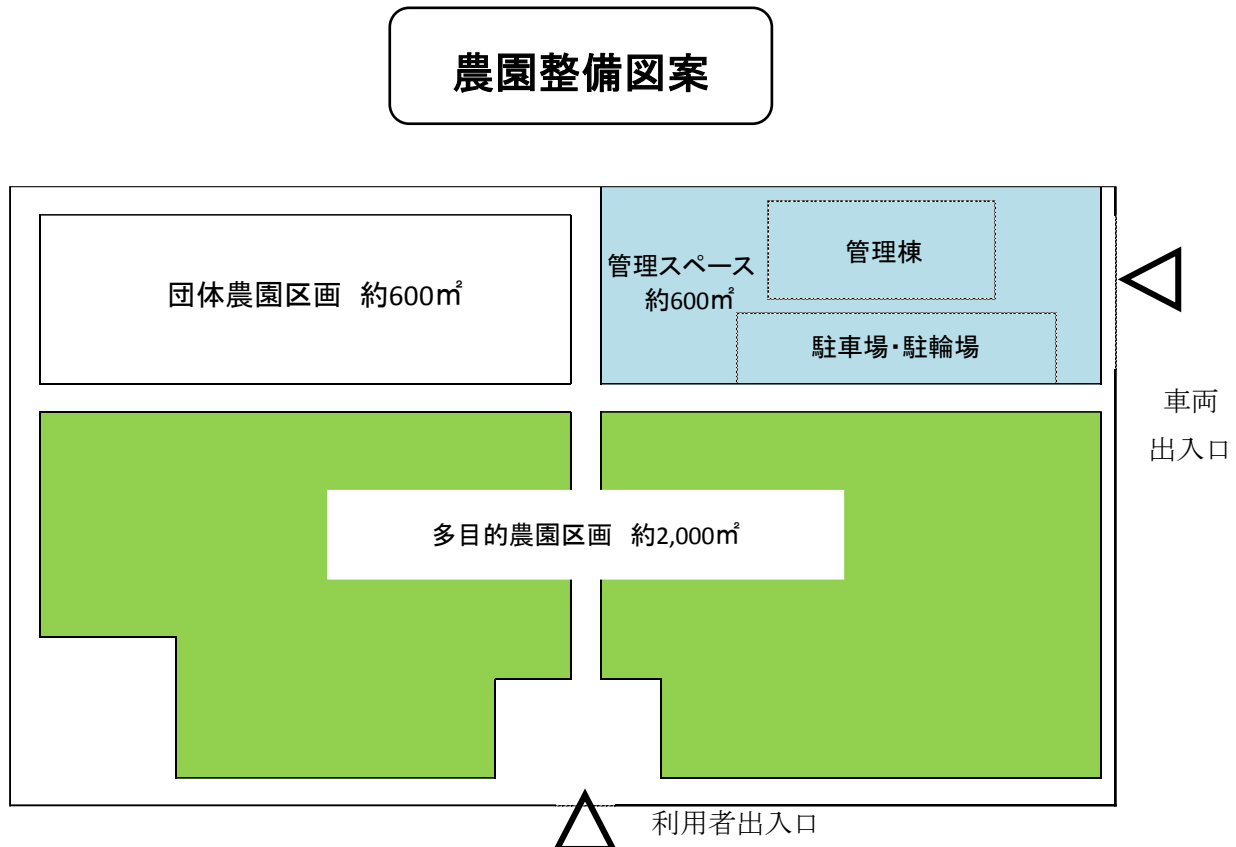 農園整備図案
団体農園区画　約600㎡
管理スペース
約600㎡
管理棟
駐車場・駐輪場
車両
出入口
多目的農園区画　約2,000㎡
利用者出入口